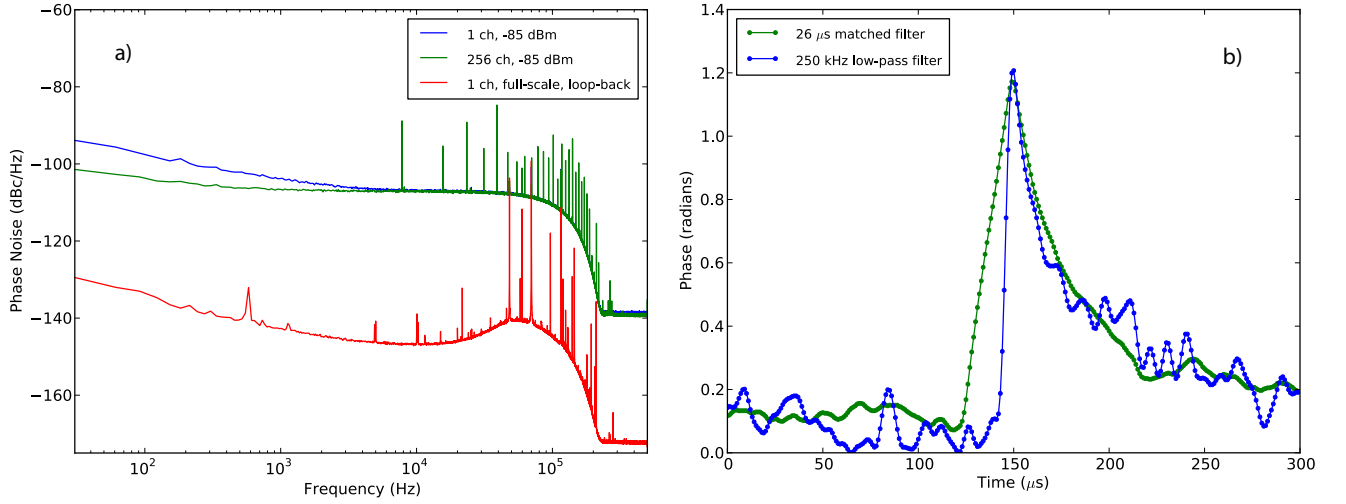 a)
1 ch, -85 dBm
256 ch, -85 dBm
1 ch, full-scale, loop-back
Phase Noise (dBc/Hz)
−60
−80
−100
−120
−140
−160
10² 10³ 10⁴ 10⁵
Frequency (Hz)
b)
26 μs matched filter
250 kHz low-pass filter
Phase (radians)
1.4
1.2
1.0
0.8
0.6
0.4
0.2
0.0
0 50 100 150 200 250 300
Time (μs)